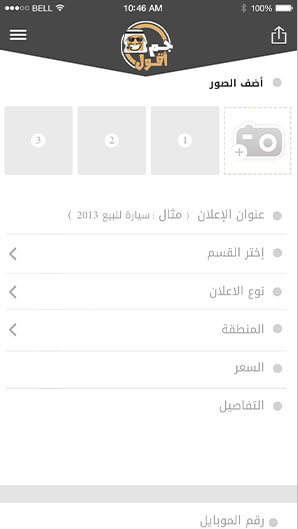 BELL 10:46 AM 100%
جم اقول
أضف الصور
1 2 3
عنوان الإعلان ( مثال : سيارة للبيع 2013 )
إختر القسم
نوع الاعلان
المنطقة
السعر
التفاصيل
رقم الموبايل